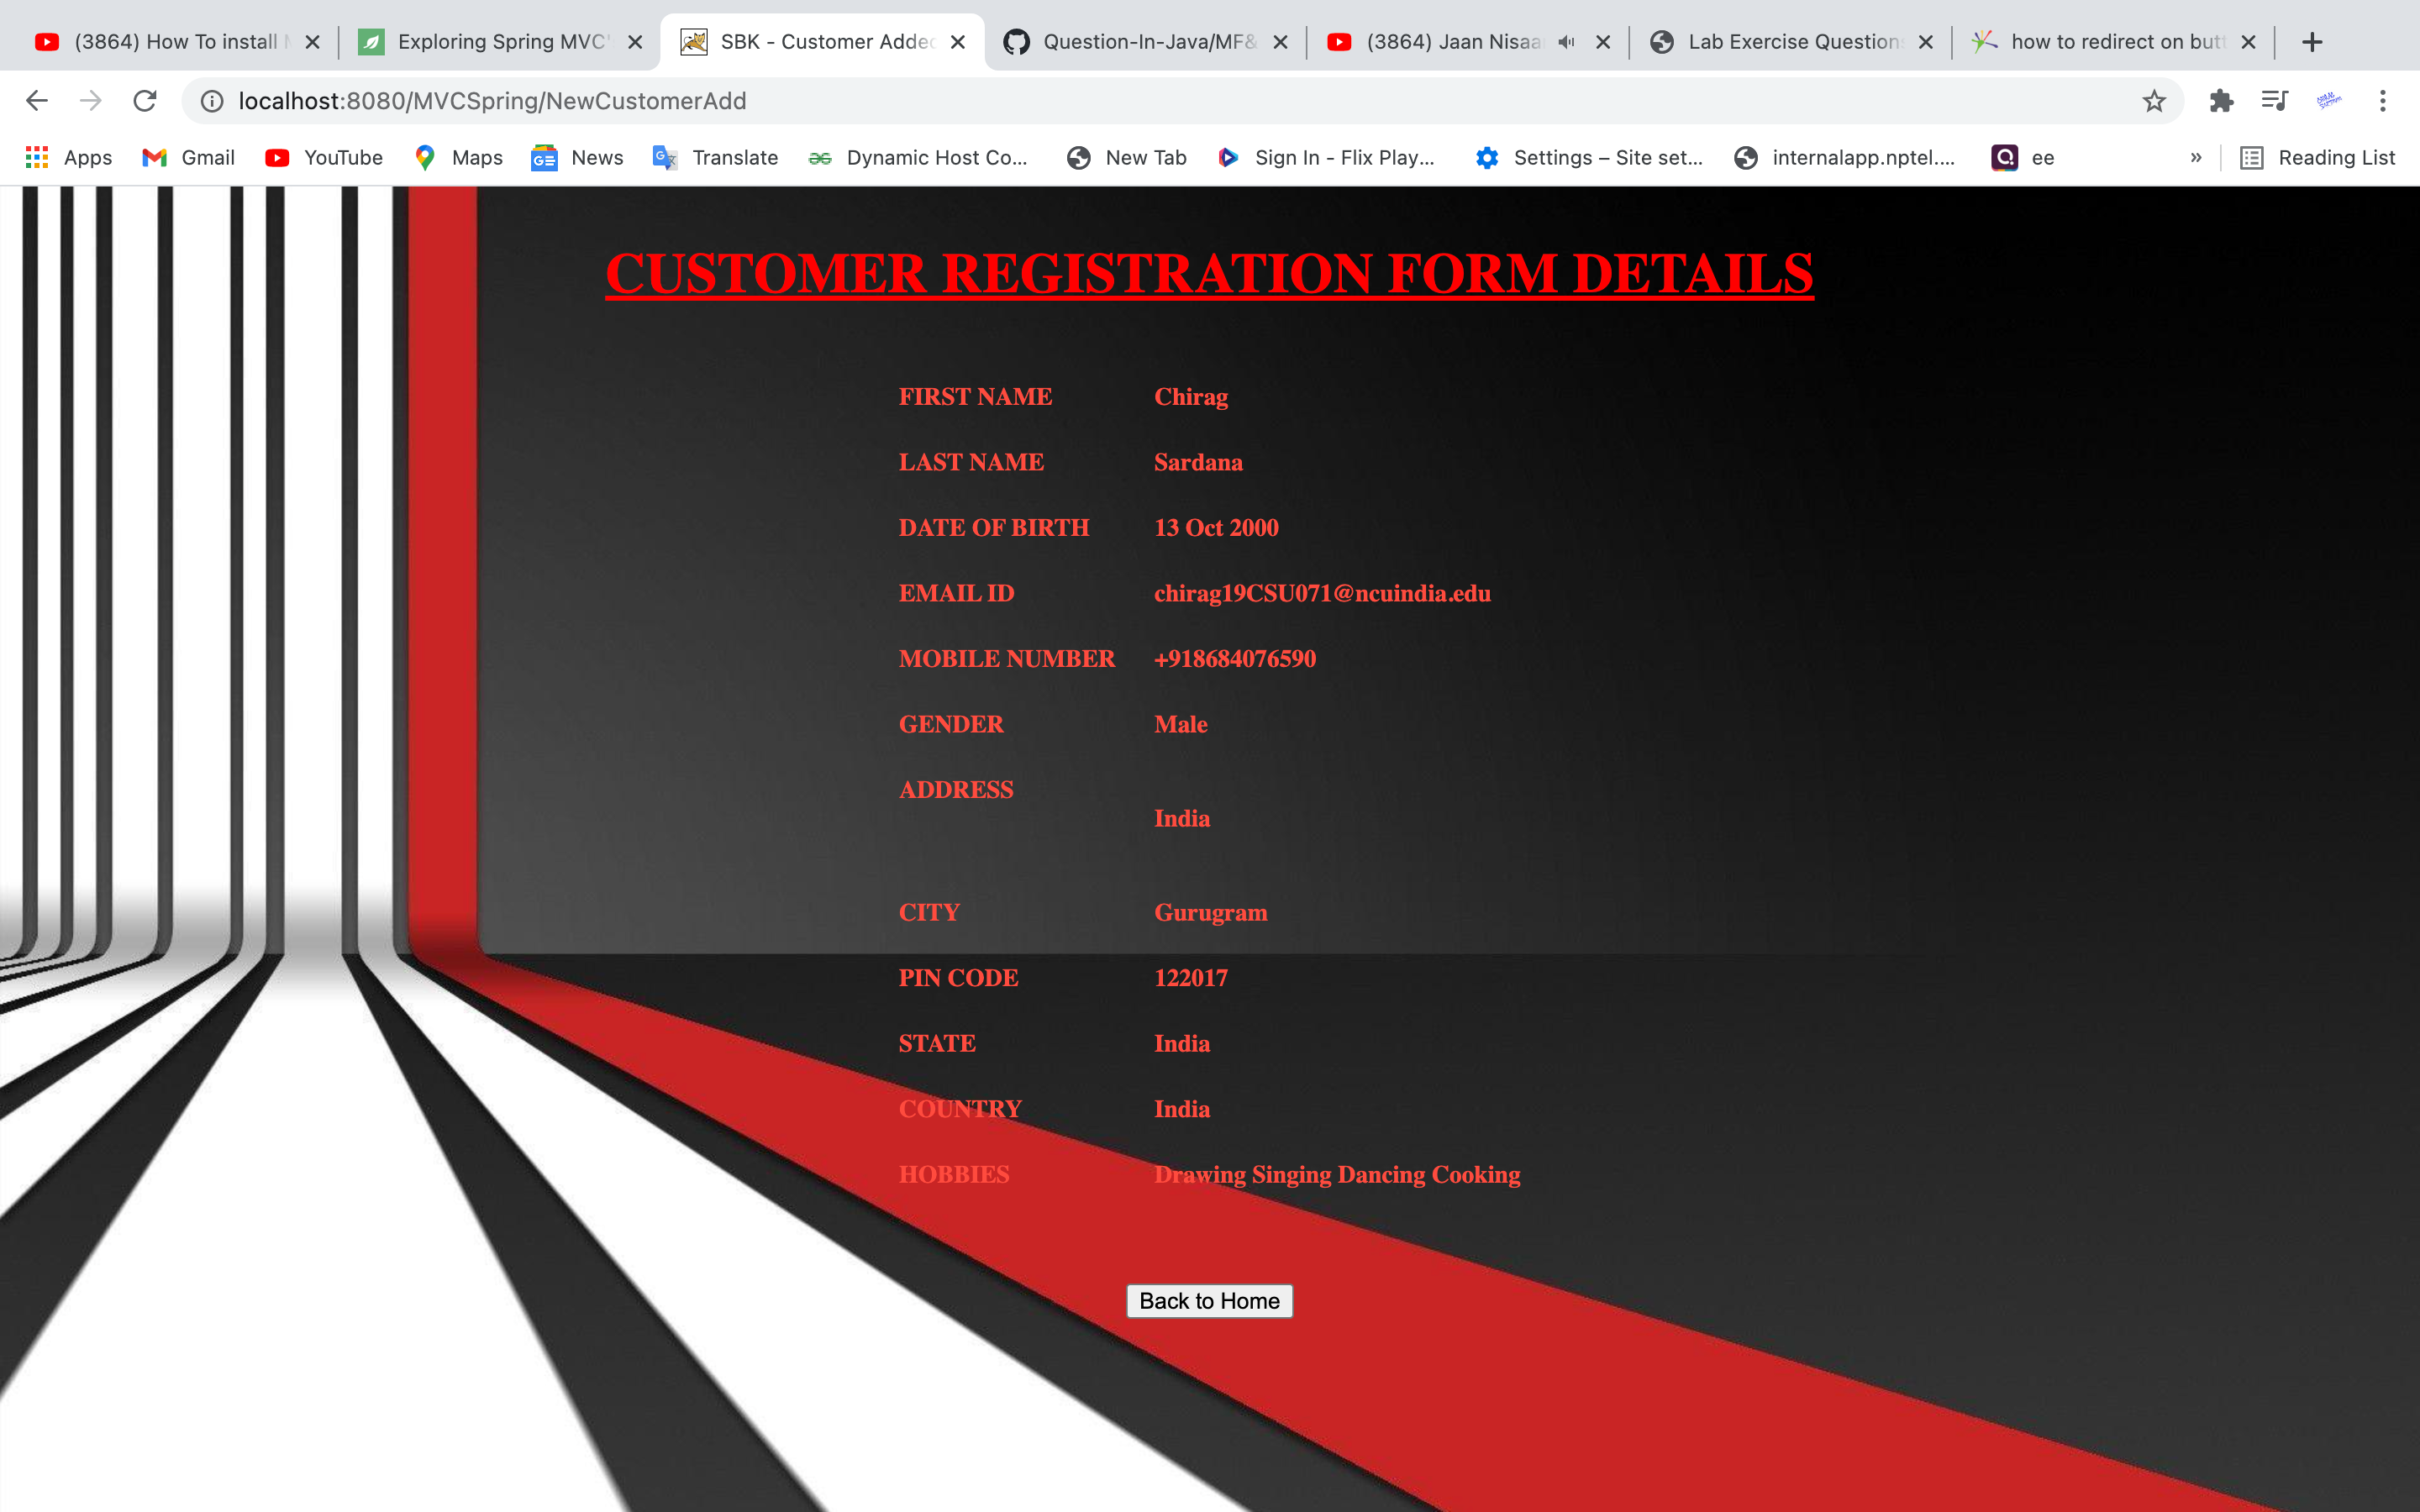 (3864) How To install
Exploring Spring MVC'
SBK - Customer Added
Question-In-Java/MF&
(3864) Jaan Nisaa
Lab Exercise Question
how to redirect on butt
localhost:8080/MVCSpring/NewCustomerAdd
Apps
Gmail
YouTube
Maps
News
Translate
Dynamic Host Co...
New Tab
Sign In - Flix Play...
Settings – Site set...
internalapp.nptel....
ee
»
Reading List
CUSTOMER REGISTRATION FORM DETAILS
FIRST NAME Chirag
LAST NAME Sardana
DATE OF BIRTH 13 Oct 2000
EMAIL ID chirag19CSU071@ncuindia.edu
MOBILE NUMBER +918684076590
GENDER Male
ADDRESS
India
CITY Gurugram
PIN CODE 122017
STATE India
COUNTRY India
HOBBIES Drawing Singing Dancing Cooking
Back to Home